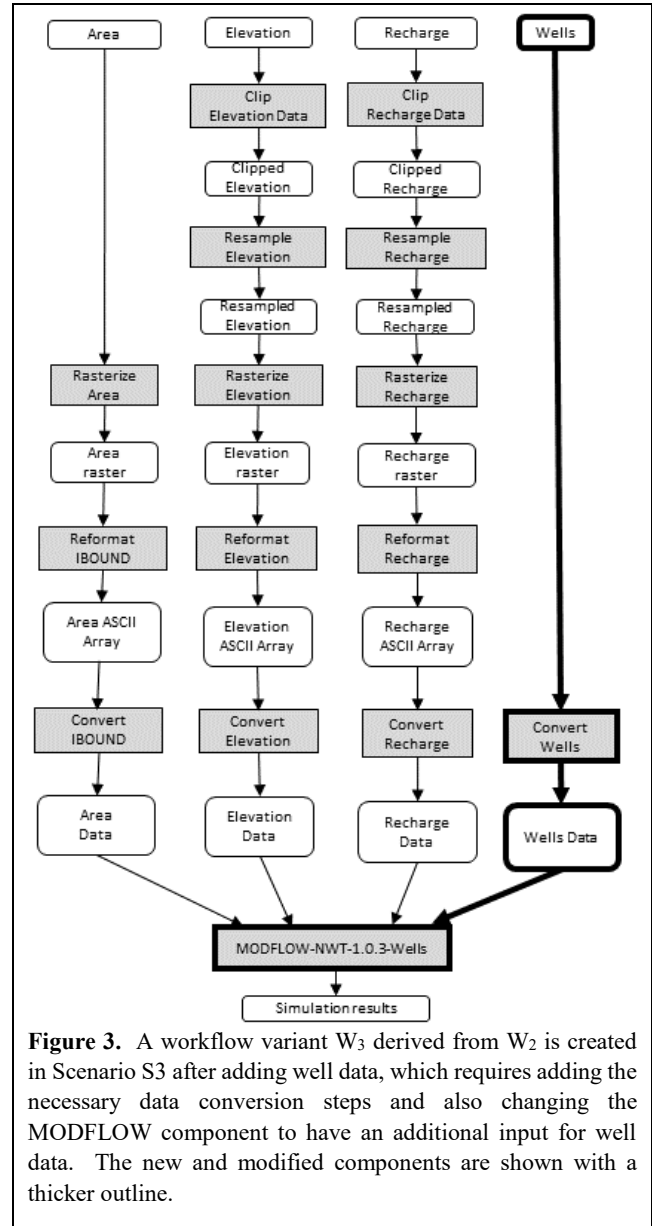 Area
Elevation
Recharge
Wells
Clip
Elevation Data
Clip
Recharge Data
Clipped
Elevation
Clipped
Recharge
Resample
Elevation
Resample
Recharge
Resampled
Elevation
Resampled
Recharge
Rasterize
Area
Rasterize
Elevation
Rasterize
Recharge
Area
raster
Elevation
raster
Recharge
raster
Reformat
IBOUND
Reformat
Elevation
Reformat
Recharge
Area ASCII
Array
Elevation
ASCII Array
Recharge
ASCII Array
Convert
IBOUND
Convert
Elevation
Convert
Recharge
Convert
Wells
Area
Data
Elevation
Data
Recharge
Data
Wells Data
MODFLOW-NWT-1.0.3-Wells
Simulation results
Figure 3. A workflow variant W3 derived from W2 is created
in Scenario S3 after adding well data, which requires adding the
necessary data conversion steps and also changing the
MODFLOW component to have an additional input for well
data. The new and modified components are shown with a
thicker outline.